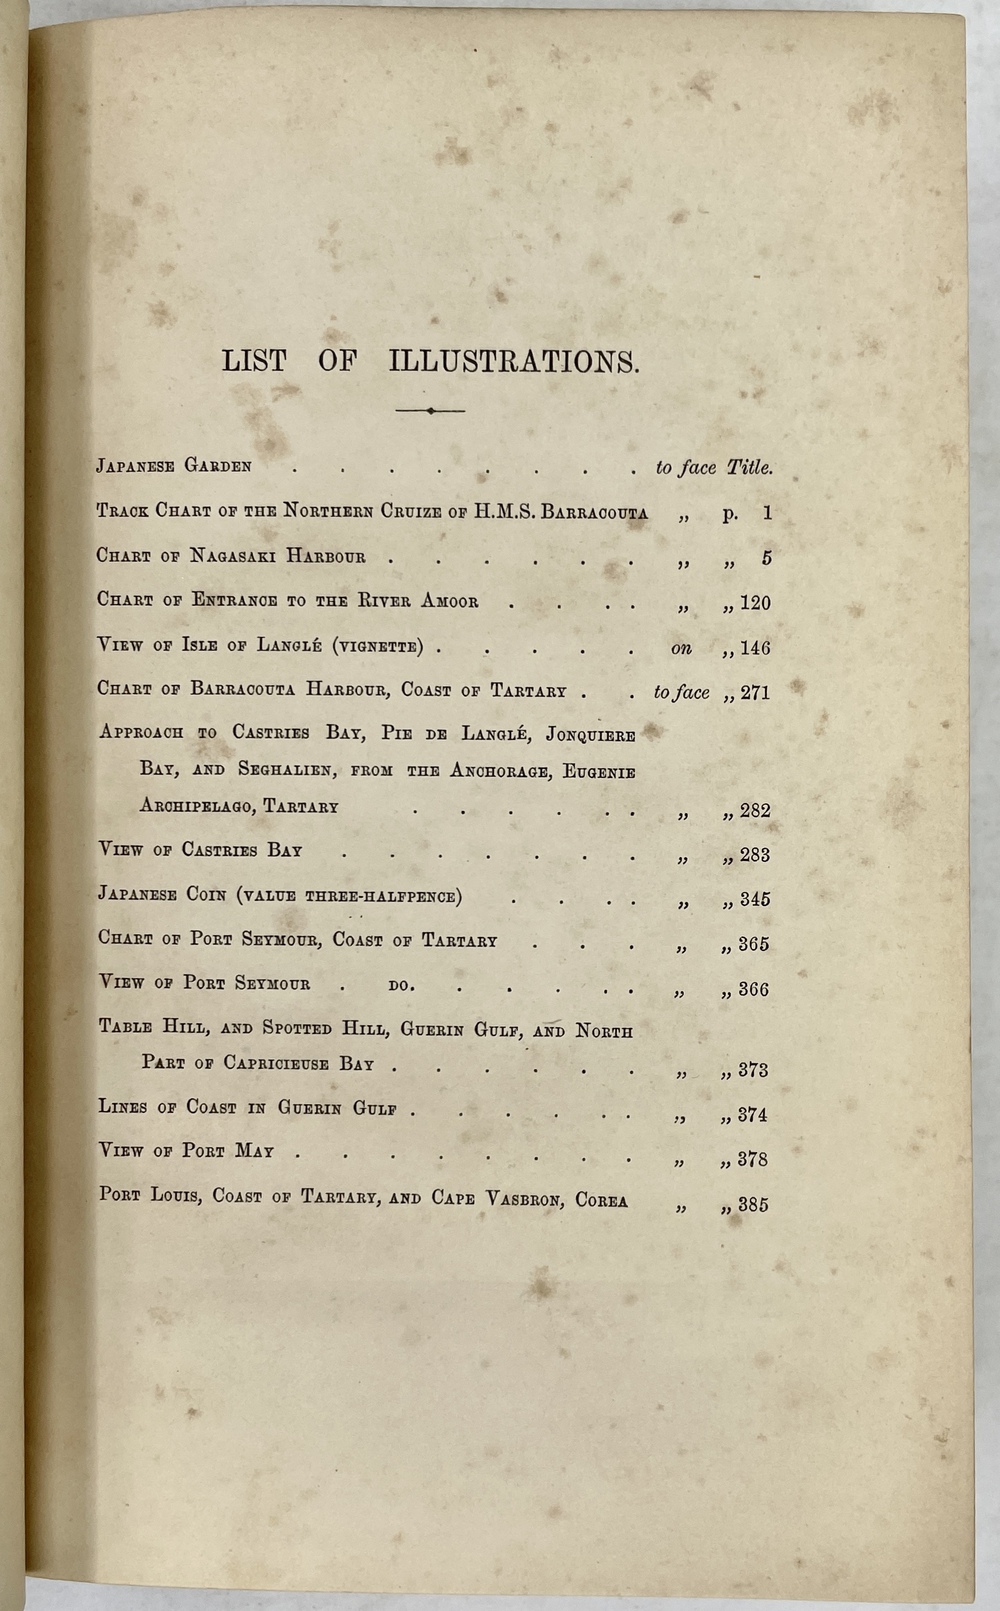 LIST OF ILLUSTRATIONS.
Japanese Garden . . . . . . . . to face Title.
Track Chart of the Northern Cruize of H.M.S. Barracouta „ p. 1
Chart of Nagasaki Harbour . . . . . . „ „ 5
Chart of Entrance to the River Amoor . . . . „ „ 120
View of Isle of Langlé (vignette) . . . . . on „ 146
Chart of Barracouta Harbour, Coast of Tartary . . to face „ 271
Approach to Castries Bay, Pie de Langlé, Jonquiere
Bay, and Seghalien, from the Anchorage, Eugenie
Archipelago, Tartary . . . . . . „ „ 282
View of Castries Bay . . . . . . . „ „ 283
Japanese Coin (value three-halfpence) . . . . „ „ 345
Chart of Port Seymour, Coast of Tartary . . . „ „ 365
View of Port Seymour . do. . . . . . „ „ 366
Table Hill, and Spotted Hill, Guerin Gulf, and North
Part of Capricieuse Bay . . . . . . „ „ 373
Lines of Coast in Guerin Gulf . . . . . . „ „ 374
View of Port May . . . . . . . . „ „ 378
Port Louis, Coast of Tartary, and Cape Vasbron, Corea „ „ 385